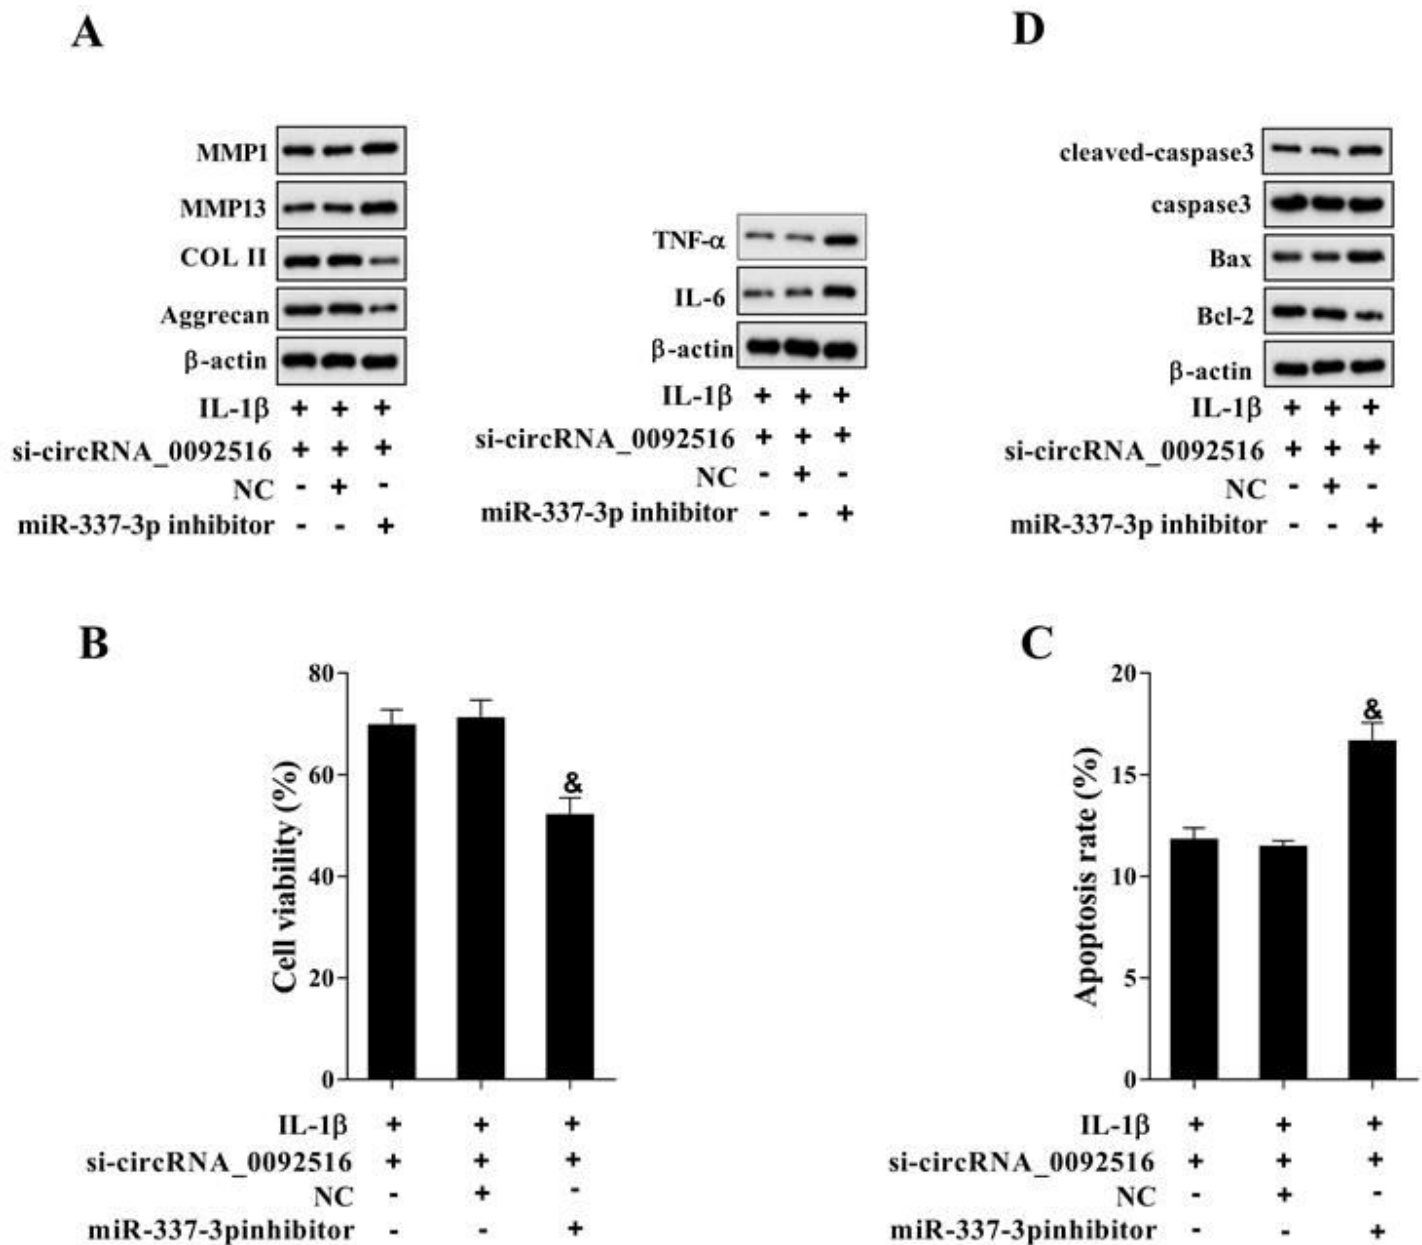 A
MMP1
MMP13
COL II
Aggrecan
β-actin
IL-1β + + +
si-circRNA_0092516 + + +
NC - + -
miR-337-3p inhibitor - - +
TNF-α
IL-6
β-actin
IL-1β + + +
si-circRNA_0092516 + + +
NC - + -
miR-337-3p inhibitor - - +
D
cleaved-caspase3
caspase3
Bax
Bcl-2
β-actin
IL-1β + + +
si-circRNA_0092516 + + +
NC - + -
miR-337-3p inhibitor - - +
B
Cell viability (%)
80
60
40
20
0
&
IL-1β + + +
si-circRNA_0092516 + + +
NC - + -
miR-337-3pinhibitor - - +
C
Apoptosis rate (%)
20
15
10
5
0
&
IL-1β + + +
si-circRNA_0092516 + + +
NC - + -
miR-337-3pinhibitor - - +